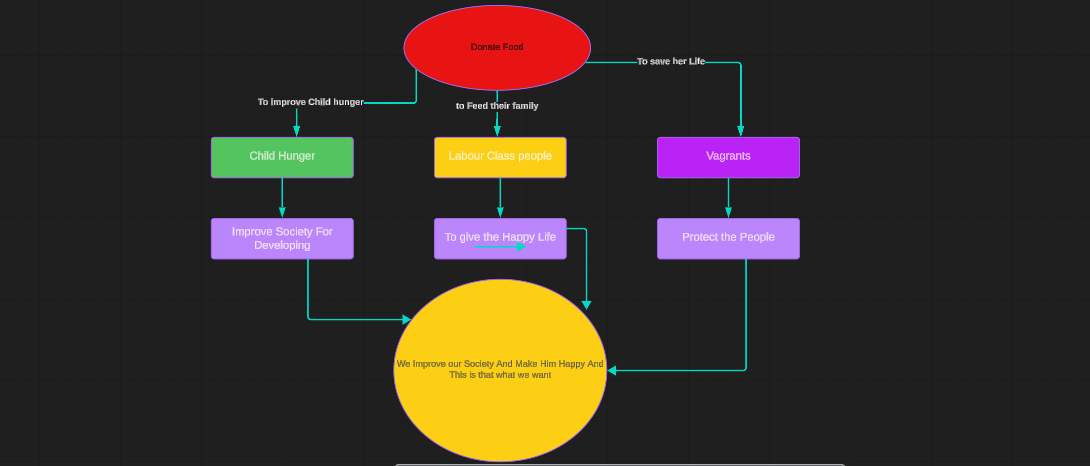 Donate Food
To save her Life
To improve Child hunger
to Feed their family
Child Hunger
Labour Class people
Vagrants
Improve Society For
Developing
To give the Happy Life
Protect the People
We Improve our Society And Make Him Happy And
This is that what we want